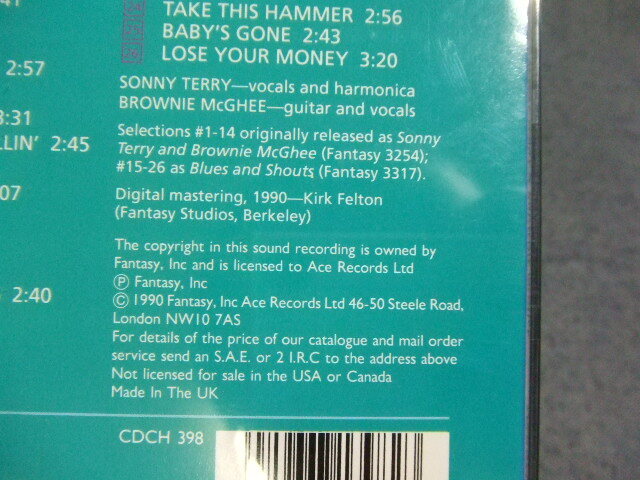 41
2:57
3:31
LLIN' 2:45
07
2:40
TAKE THIS HAMMER 2:56
BABY'S GONE 2:43
LOSE YOUR MONEY 3:20
SONNY TERRY—vocals and harmonica
BROWNIE McGHEE—guitar and vocals
Selections #1-14 originally released as Sonny
Terry and Brownie McGhee (Fantasy 3254);
#15-26 as Blues and Shouts (Fantasy 3317).
Digital mastering, 1990—Kirk Felton
(Fantasy Studios, Berkeley)
The copyright in this sound recording is owned by
Fantasy, Inc and is licensed to Ace Records Ltd
℗ Fantasy, Inc
© 1990 Fantasy, Inc Ace Records Ltd 46-50 Steele Road,
London NW10 7AS
For details of the price of our catalogue and mail order
service send an S.A.E. or 2 I.R.C to the address above
Not licensed for sale in the USA or Canada
Made In The UK
CDCH 398